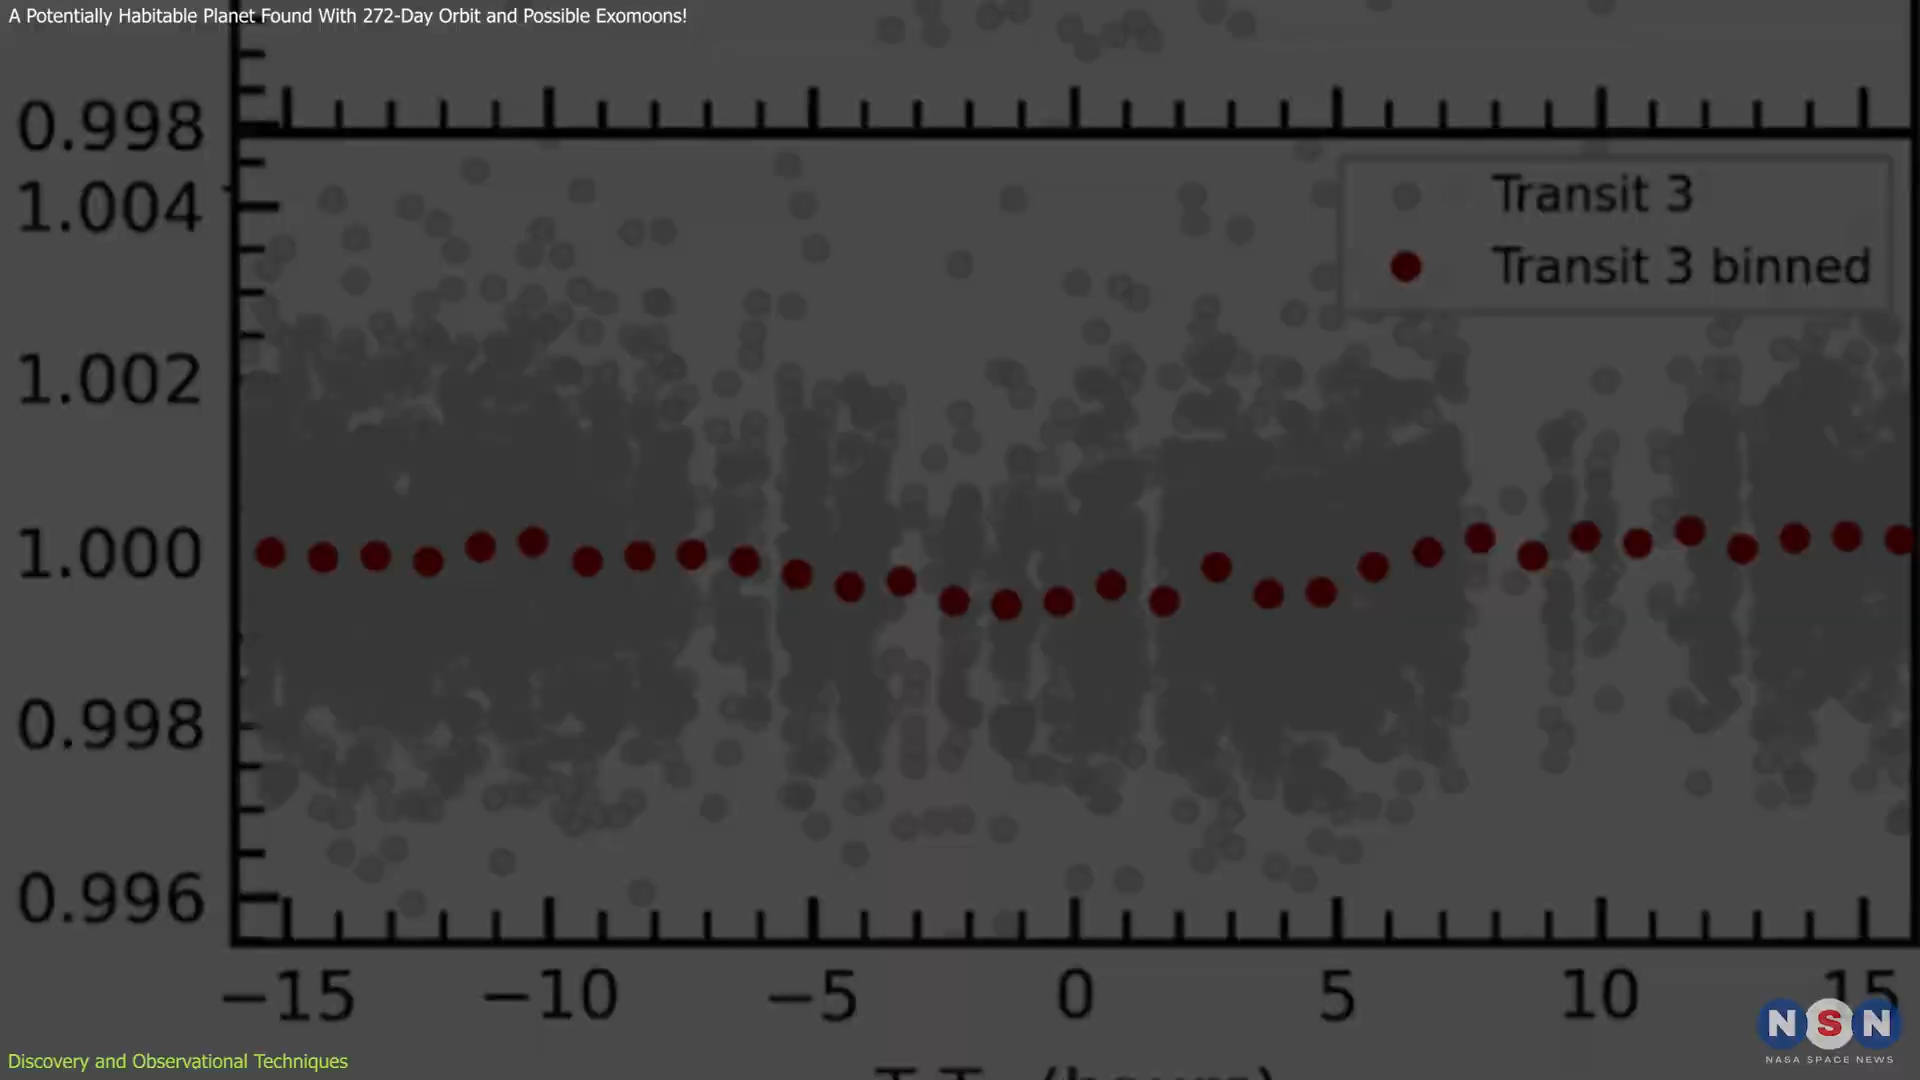 A Potentially Habitable Planet Found With 272-Day Orbit and Possible Exomoons!
0.998
1.004
Transit 3
Transit 3 binned
1.002
1.000
0.998
0.996
−15 −10 −5 0 5 10 15
NSN
NASA SPACE NEWS
Discovery and Observational Techniques